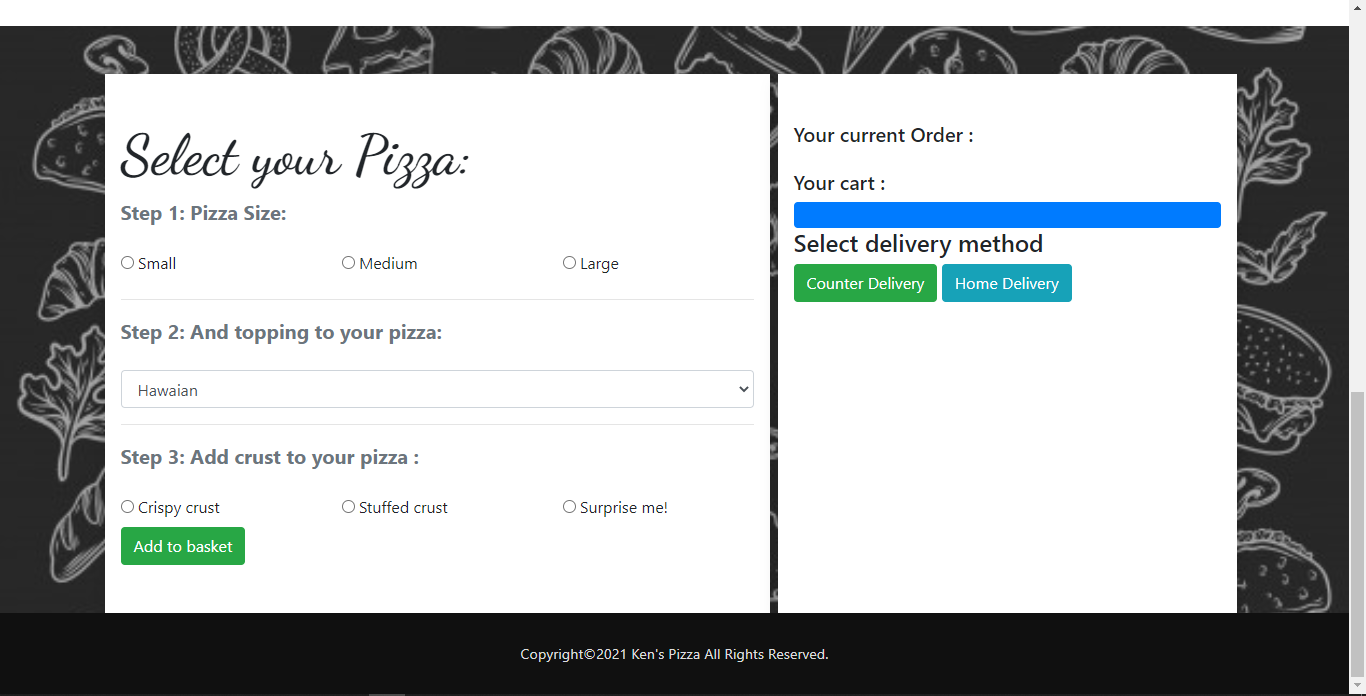 Select your Pizza:
Step 1: Pizza Size:
Small Medium Large
Step 2: And topping to your pizza:
Hawaian
Step 3: Add crust to your pizza :
Crispy crust Stuffed crust Surprise me!
Add to basket
Your current Order :
Your cart :
Select delivery method
Counter Delivery Home Delivery
Copyright©2021 Ken's Pizza All Rights Reserved.